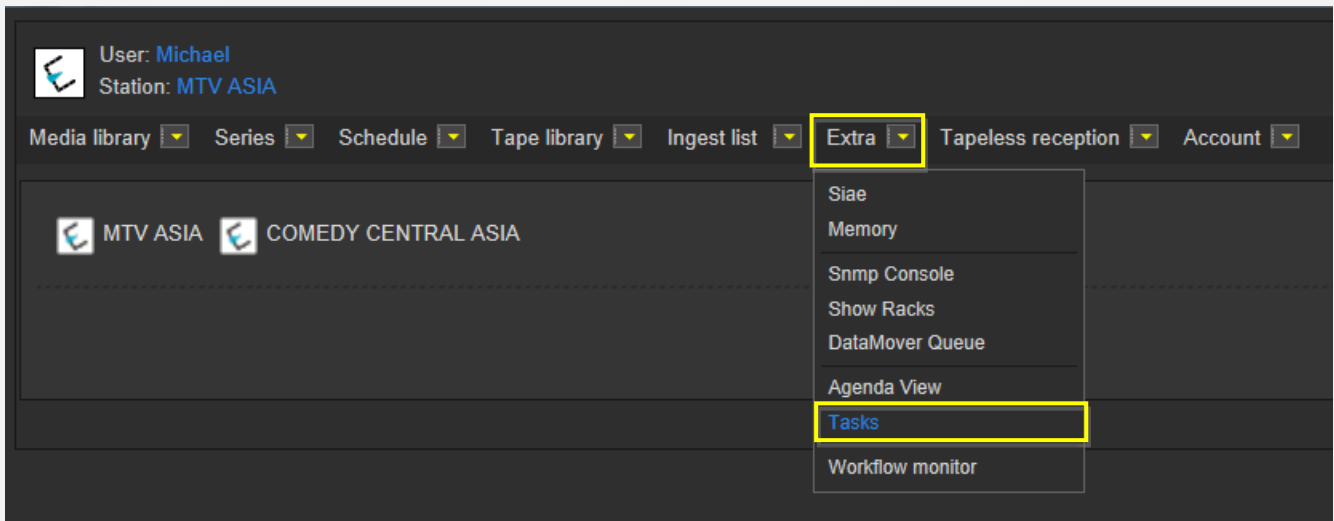 User: Michael
Station: MTV ASIA
Media library Series Schedule Tape library Ingest list Extra Tapeless reception Account
MTV ASIA COMEDY CENTRAL ASIA
Siae
Memory
Snmp Console
Show Racks
DataMover Queue
Agenda View
Tasks
Workflow monitor